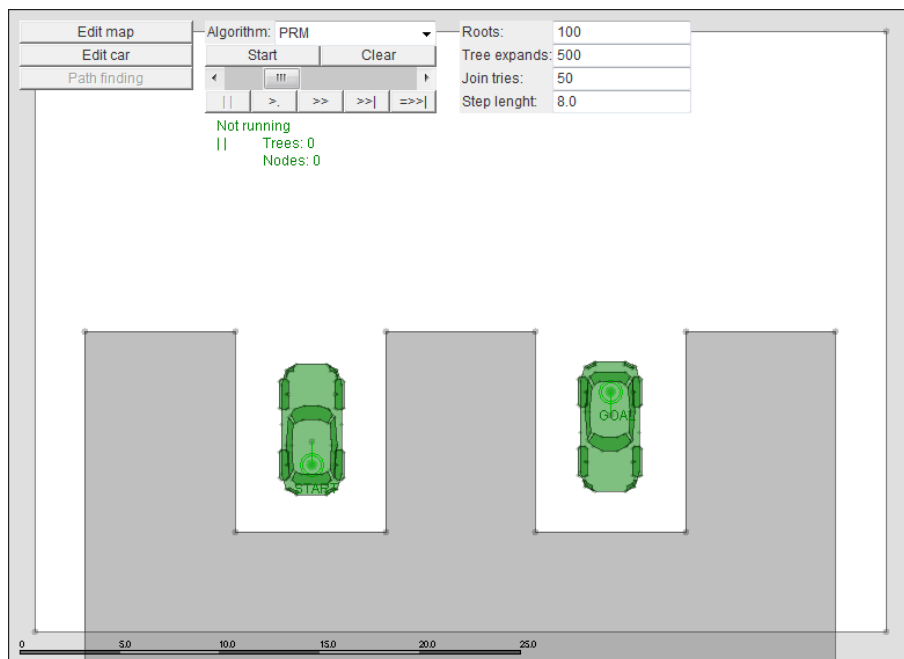 Edit map
Edit car
Path finding
Algorithm: PRM
Start Clear
|| >. >> >>| =>>|
Not running
|| Trees: 0
Nodes: 0
Roots: 100
Tree expands: 500
Join tries: 50
Step lenght: 8.0
START
GOAL
0 5.0 10.0 15.0 20.0 25.0